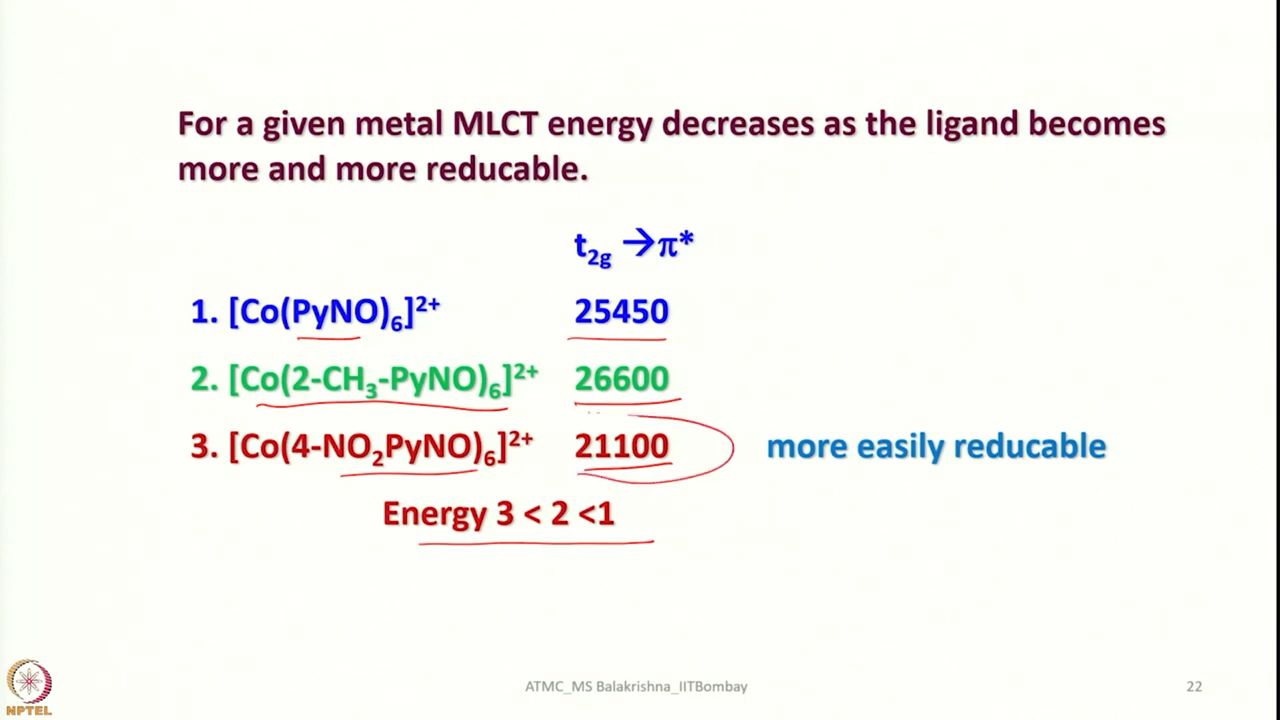 For a given metal MLCT energy decreases as the ligand becomes
more and more reducable.
t₂g → π*
1. [Co(PyNO)₆]²⁺ 25450
2. [Co(2-CH₃-PyNO)₆]²⁺ 26600
3. [Co(4-NO₂PyNO)₆]²⁺ 21100 more easily reducable
Energy 3 < 2 <1
NPTEL
ATMC_MS Balakrishna_IITBombay
22